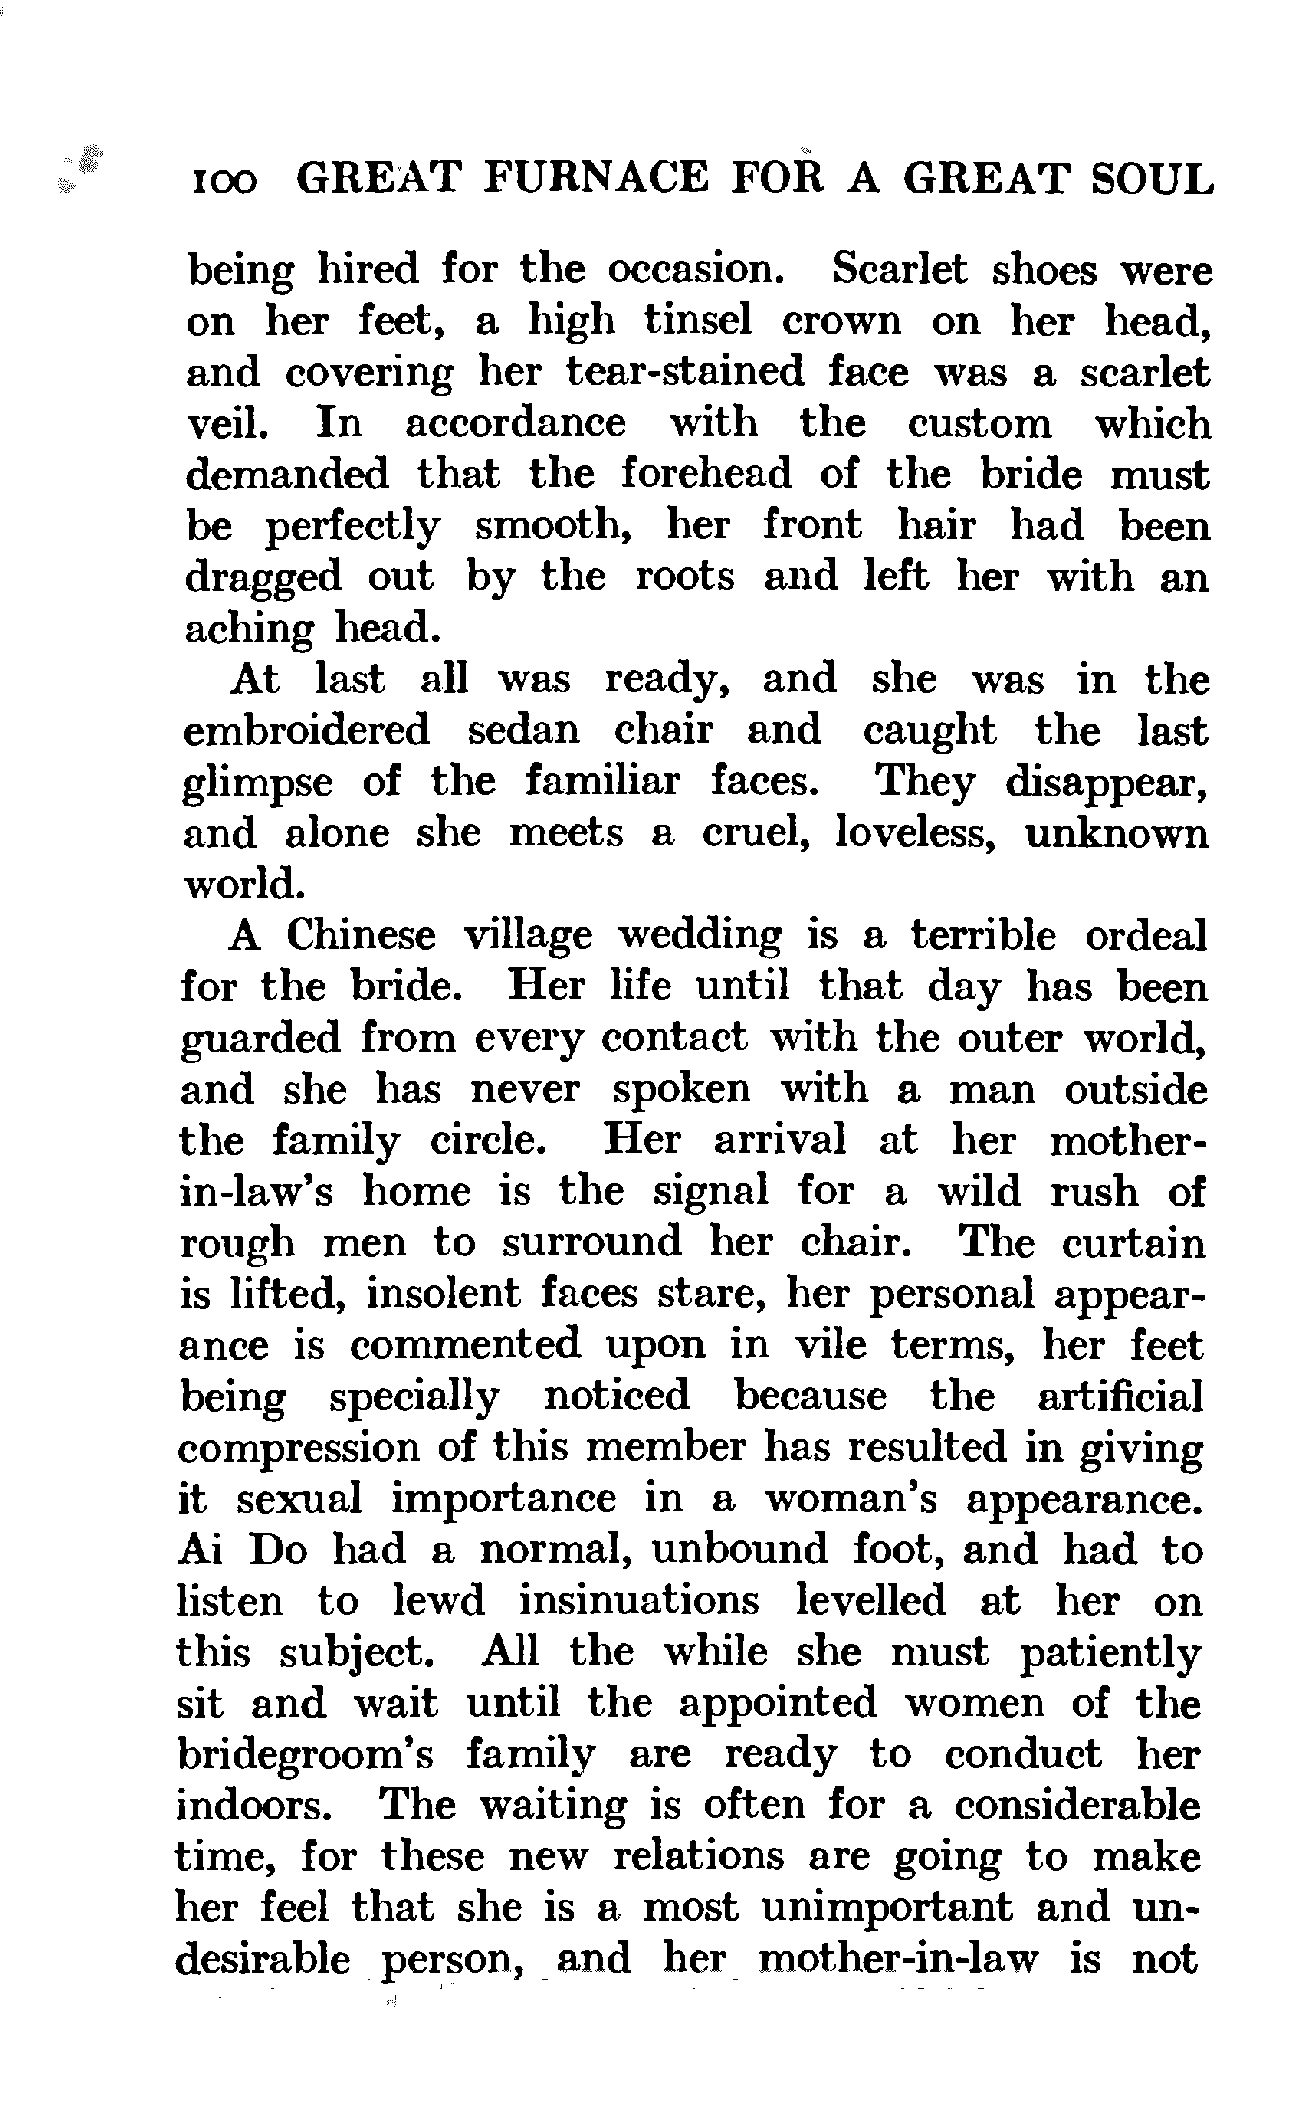 100 GREAT FURNACE FOR A GREAT SOUL
being hired for the occasion. Scarlet shoes were
on her feet, a high tinsel crown on her head,
and covering her tear-stained face was a scarlet
veil. In accordance with the custom which
demanded that the forehead of the bride must
be perfectly smooth, her front hair had been
dragged out by the roots and left her with an
aching head.
At last all was ready, and she was in the
embroidered sedan chair and caught the last
glimpse of the familiar faces. They disappear,
and alone she meets a cruel, loveless, unknown
world.
A Chinese village wedding is a terrible ordeal
for the bride. Her life until that day has been
guarded from every contact with the outer world,
and she has never spoken with a man outside
the family circle. Her arrival at her mother-
in-law's home is the signal for a wild rush of
rough men to surround her chair. The curtain
is lifted, insolent faces stare, her personal appear-
ance is commented upon in vile terms, her feet
being specially noticed because the artificial
compression of this member has resulted in giving
it sexual importance in a woman's appearance.
Ai Do had a normal, unbound foot, and had to
listen to lewd insinuations levelled at her on
this subject. All the while she must patiently
sit and wait until the appointed women of the
bridegroom's family are ready to conduct her
indoors. The waiting is often for a considerable
time, for these new relations are going to make
her feel that she is a most unimportant and un-
desirable person, and her mother-in-law is not